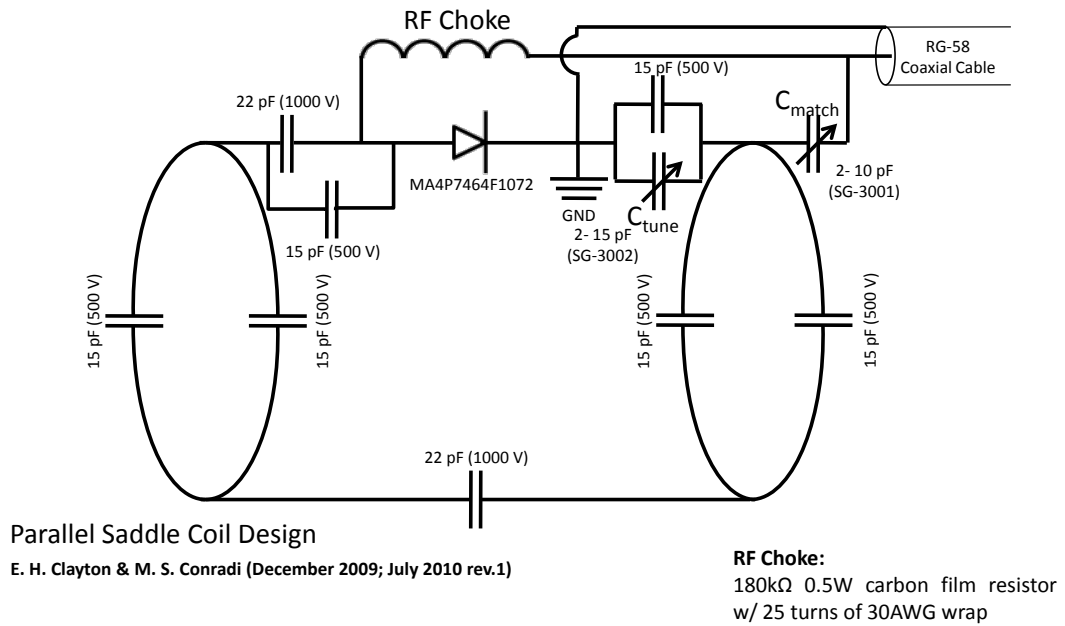 RF Choke
RG-58
Coaxial Cable
15 pF (500 V)
22 pF (1000 V)
Cmatch
MA4P7464F1072
2- 10 pF
(SG-3001)
GND
Ctune
2- 15 pF
(SG-3002)
15 pF (500 V)
15 pF (500 V)
15 pF (500 V)
15 pF (500 V)
15 pF (500 V)
22 pF (1000 V)
Parallel Saddle Coil Design
E. H. Clayton & M. S. Conradi (December 2009; July 2010 rev.1)
RF Choke:
180kΩ 0.5W carbon film resistor
w/ 25 turns of 30AWG wrap